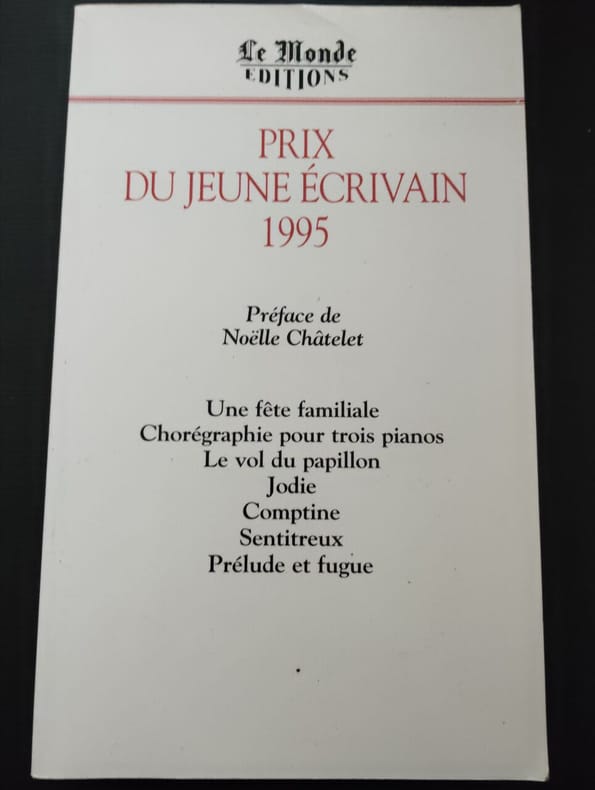 Le Monde
EDITIONS
PRIX
DU JEUNE ÉCRIVAIN
1995
Préface de
Noëlle Châtelet
Une fête familiale
Chorégraphie pour trois pianos
Le vol du papillon
Jodie
Comptine
Sentitreux
Prélude et fugue